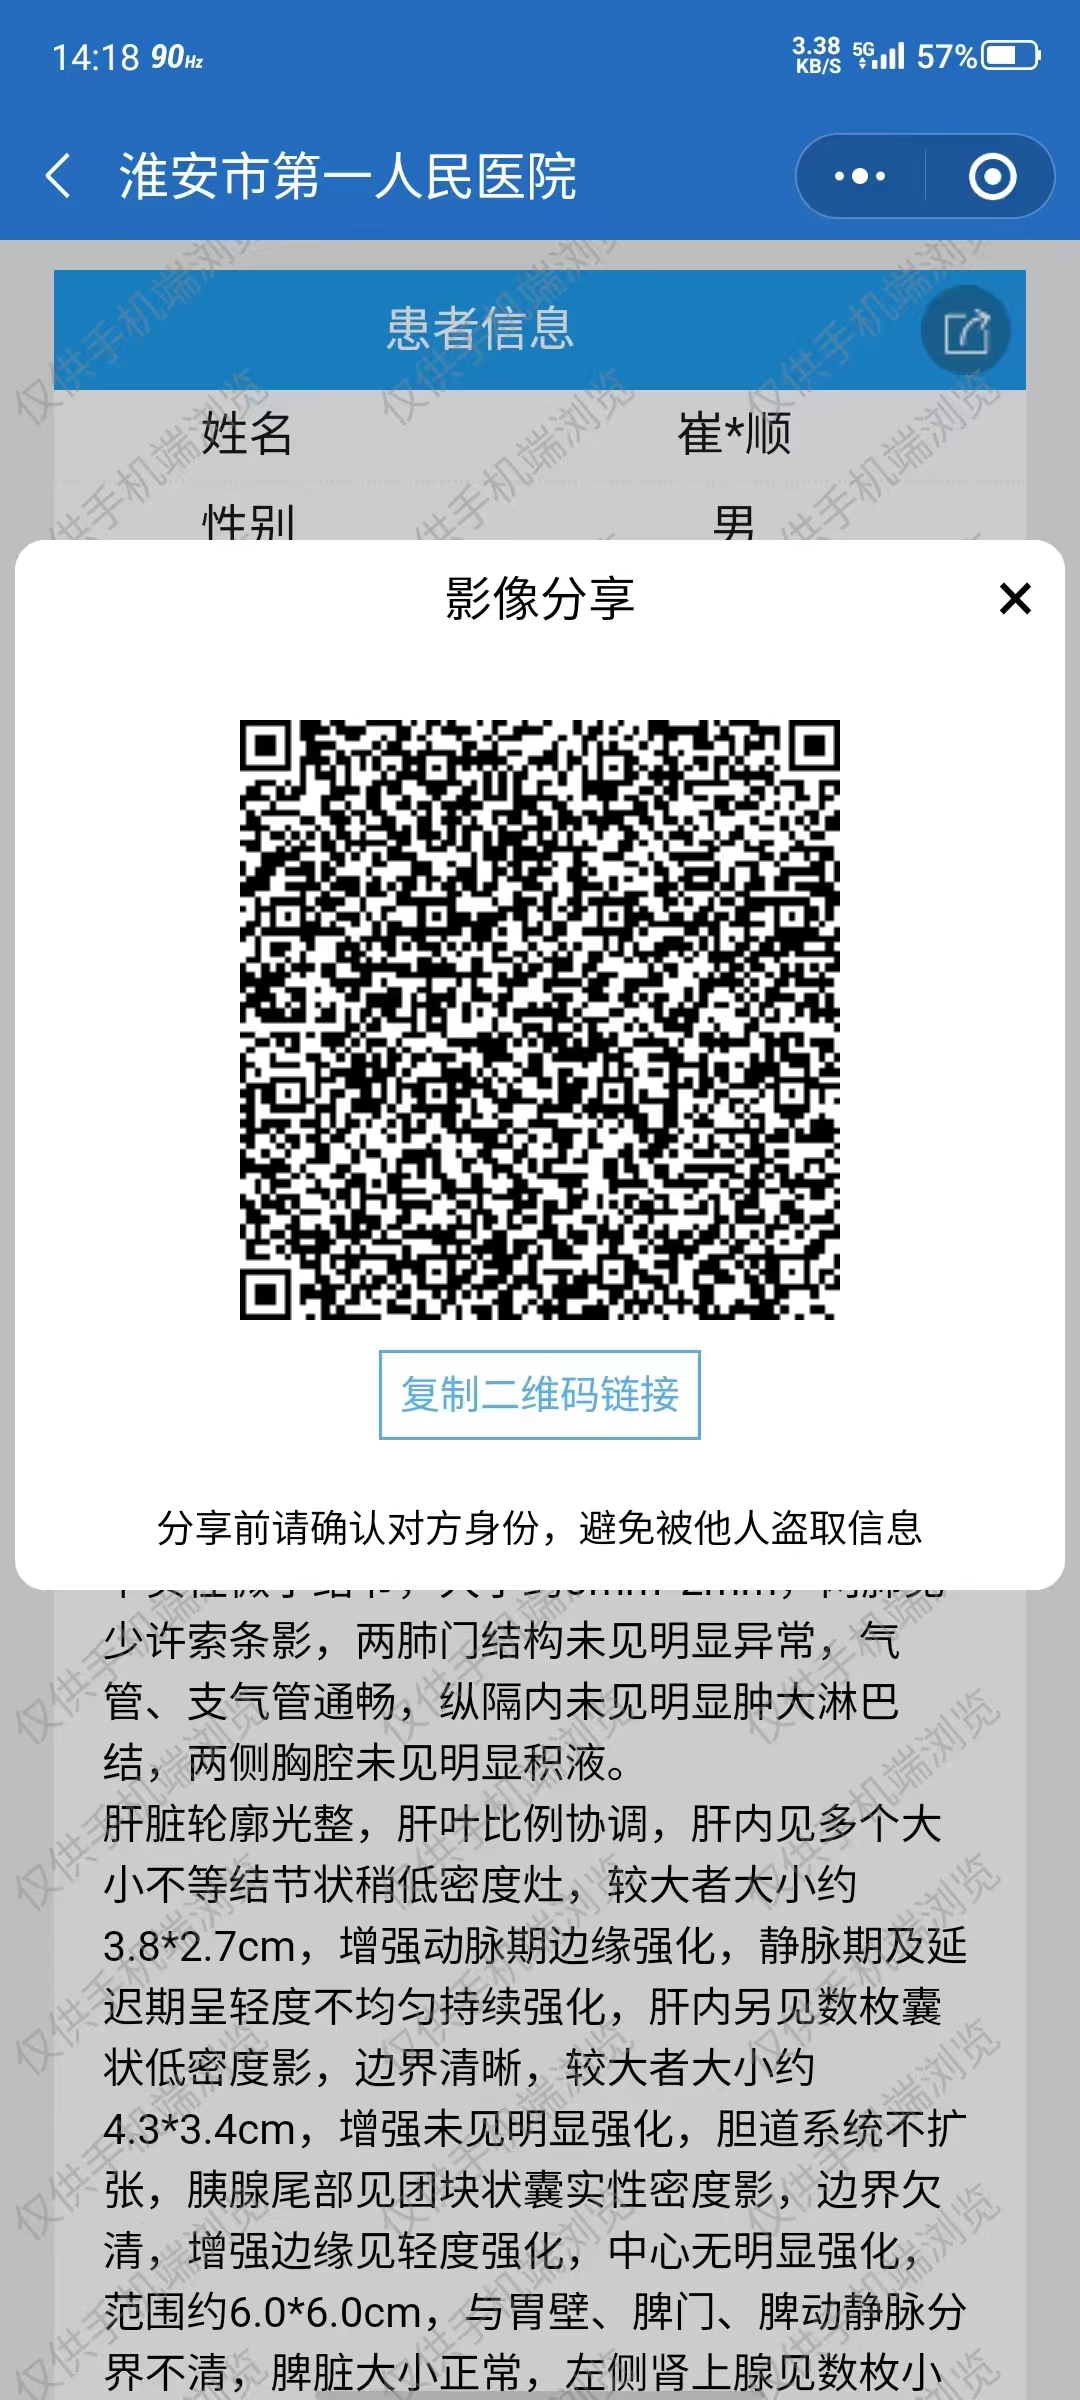 14:18 90Hz 3.38 KB/S 5G 57%
淮安市第一人民医院
患者信息
姓名 崔*顺
性别 男
影像分享
复制二维码链接
分享前请确认对方身份，避免被他人盗取信息
少许索条影，两肺门结构未见明显异常，气
管、支气管通畅，纵隔内未见明显肿大淋巴
结，两侧胸腔未见明显积液。
肝脏轮廓光整，肝叶比例协调，肝内见多个大
小不等结节状稍低密度灶，较大者大小约
3.8*2.7cm，增强动脉期边缘强化，静脉期及延
迟期呈轻度不均匀持续强化，肝内另见数枚囊
状低密度影，边界清晰，较大者大小约
4.3*3.4cm，增强未见明显强化，胆道系统不扩
张，胰腺尾部见团块状囊实性密度影，边界欠
清，增强边缘见轻度强化，中心无明显强化，
范围约6.0*6.0cm，与胃壁、脾门、脾动静脉分
界不清，脾脏大小正常，左侧肾上腺见数枚小
仅供手机端浏览